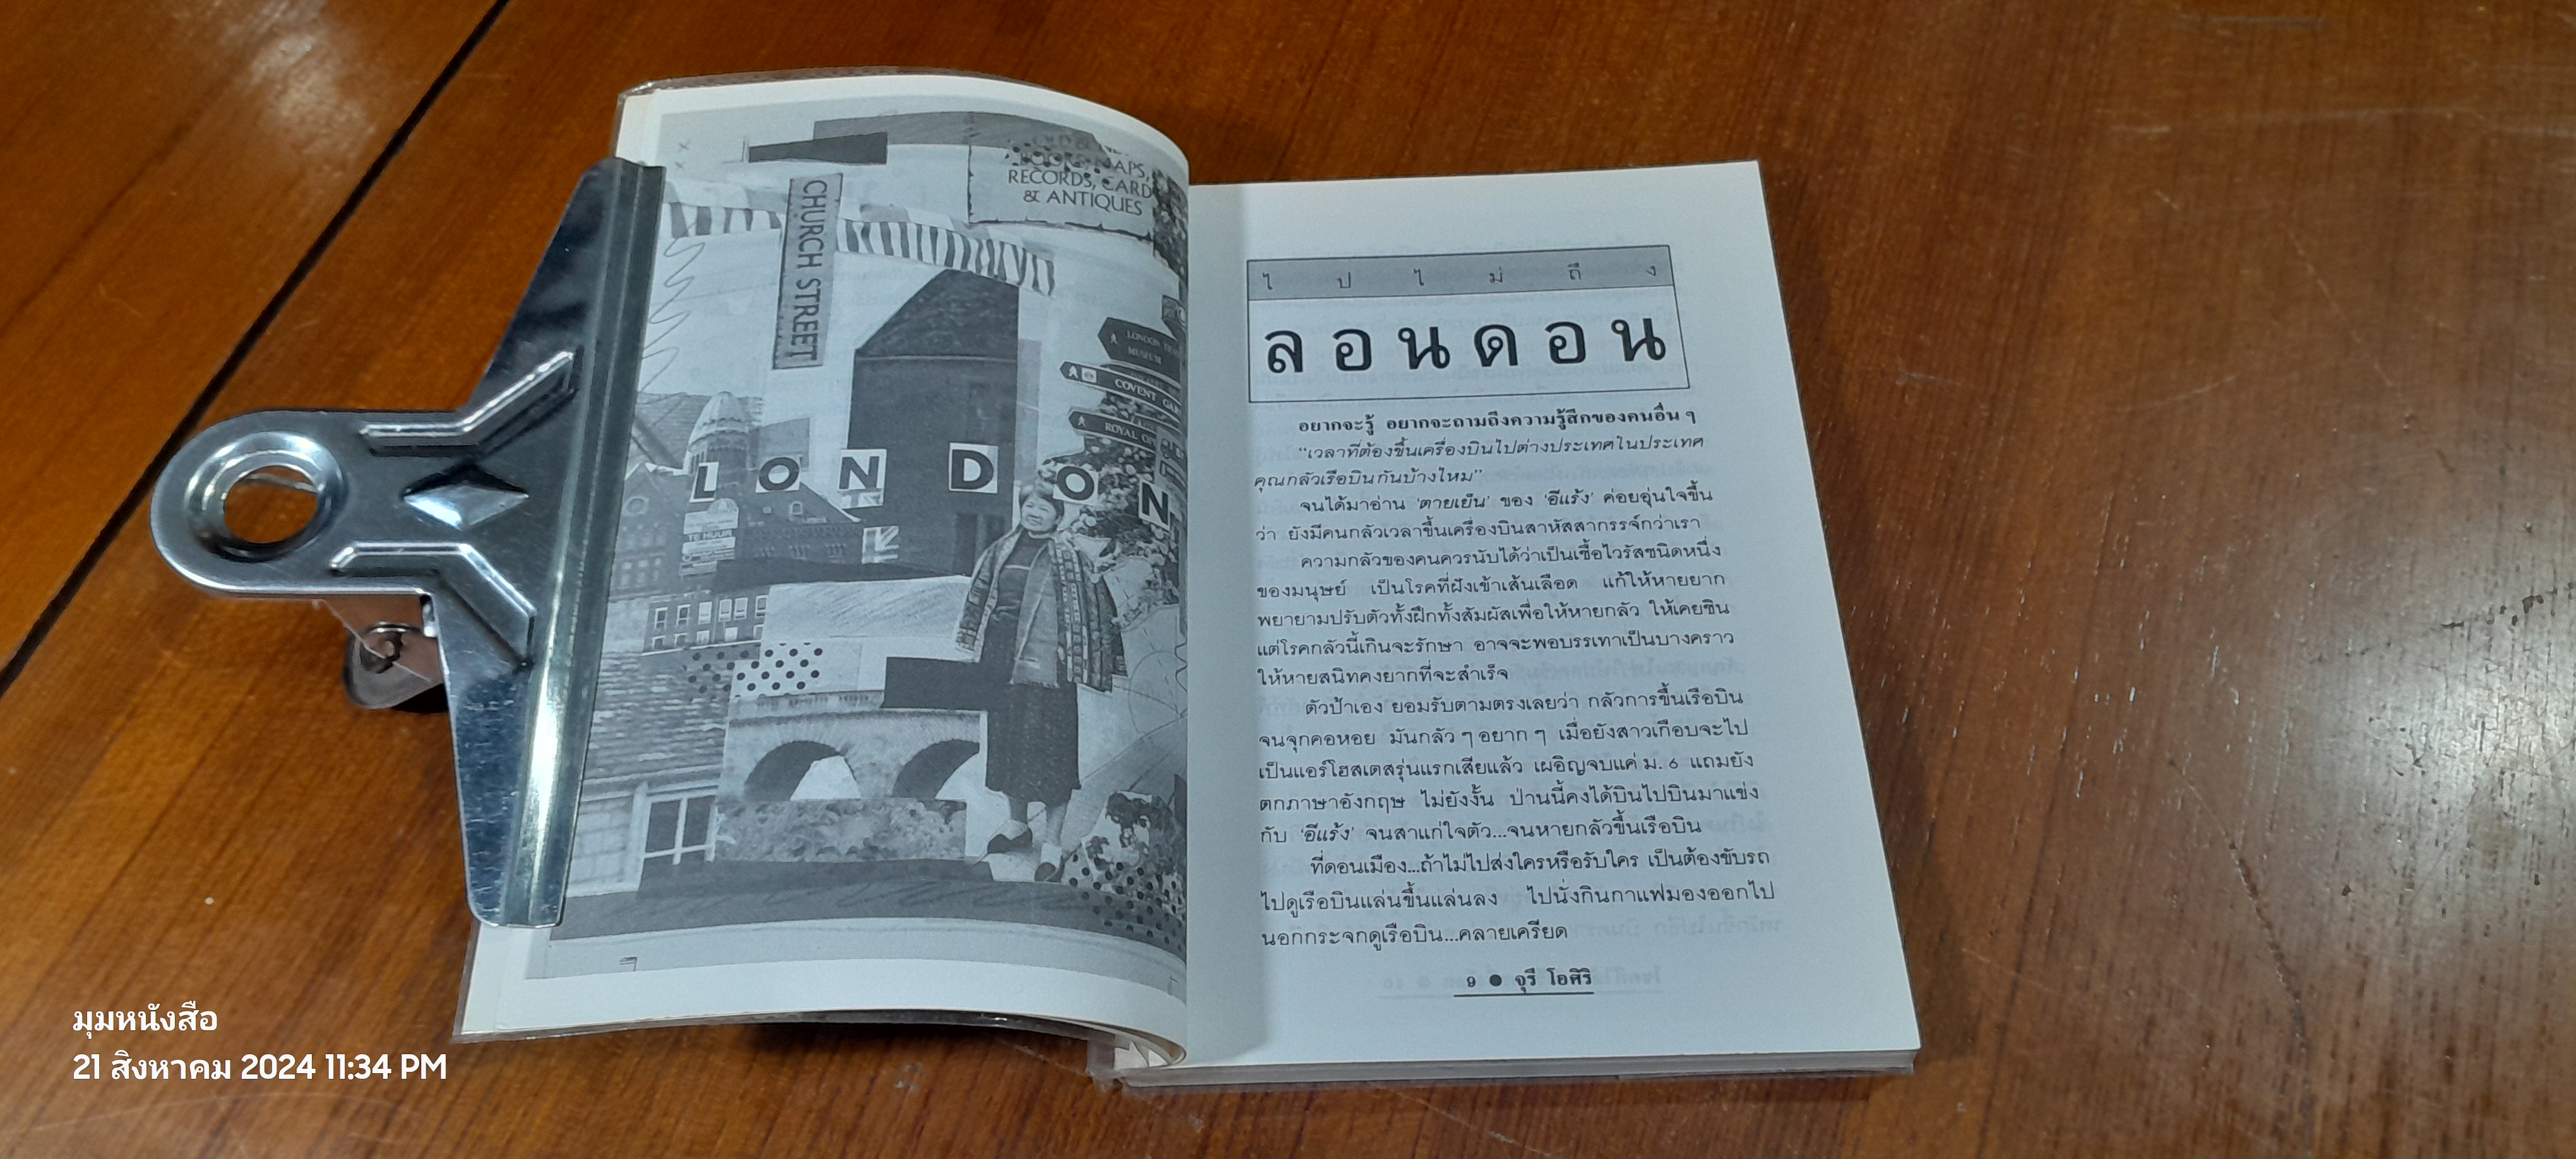 RECORDS, CARD
& ANTIQUES
CHURCH STREET
MUSEUM
COVENT GAR
ROYAL OP
LONDON
TE HUUR
ไปไม่ถึง
ลอนดอน
อยากจะรู้ อยากจะถามถึงความรู้สึกของคนอื่น ๆ
“เวลาที่ต้องขึ้นเครื่องบินไปต่างประเทศในประเทศ
คุณกลัวเรือบินกันบ้างไหม”
จนได้มาอ่าน ‘ตายเย็น’ ของ ‘อีแร้ง’ ค่อยอุ่นใจขึ้น
ว่า ยังมีคนกลัวเวลาขึ้นเครื่องบินสาหัสสากรรจ์กว่าเรา
ความกลัวของคนควรนับได้ว่าเป็นเชื้อไวรัสชนิดหนึ่ง
ของมนุษย์ เป็นโรคที่ฝังเข้าเส้นเลือด แก้ให้หายยาก
พยายามปรับตัวทั้งฝึกทั้งสัมผัสเพื่อให้หายกลัว ให้เคยชิน
แต่โรคกลัวนี้เกินจะรักษา อาจจะพอบรรเทาเป็นบางคราว
ให้หายสนิทคงยากที่จะสำเร็จ
ตัวป้าเอง ยอมรับตามตรงเลยว่า กลัวการขึ้นเรือบิน
จนจุกคอหอย มันกลัว ๆ อยาก ๆ เมื่อยังสาวเกือบจะไป
เป็นแอร์โฮสเตสรุ่นแรกเสียแล้ว เผอิญจบแค่ ม. 6 แถมยัง
ตกภาษาอังกฤษ ไม่ยังงั้น ป่านนี้คงได้บินไปบินมาแข่ง
กับ ‘อีแร้ง’ จนสาแก่ใจตัว...จนหายกลัวขึ้นเรือบิน
ที่ดอนเมือง...ถ้าไม่ไปส่งใครหรือรับใคร เป็นต้องขับรถ
ไปดูเรือบินแล่นขึ้นแล่นลง ไปนั่งกินกาแฟมองออกไป
นอกกระจกดูเรือบิน...คลายเครียด
9 ● จุรี โอศิริ
มุมหนังสือ
21 สิงหาคม 2024 11:34 PM